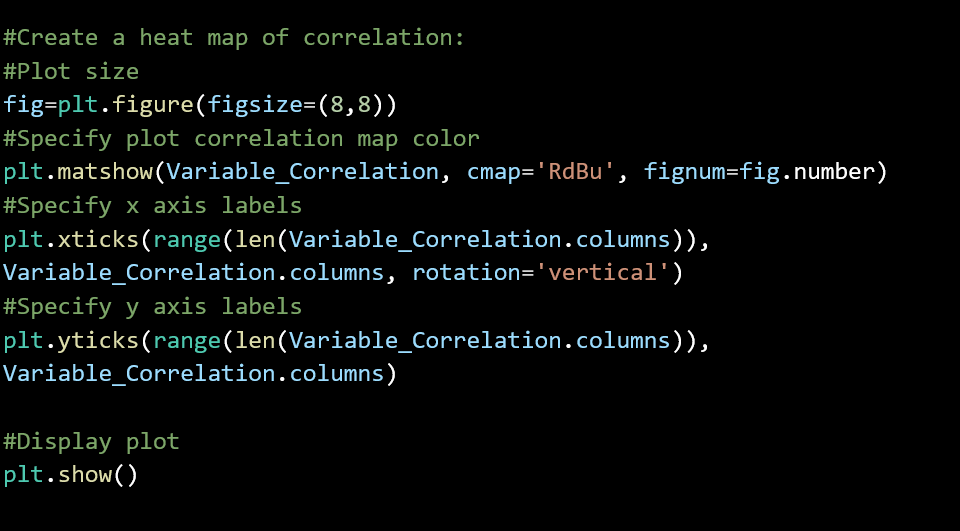 #Create a heat map of correlation:
#Plot size
fig=plt.figure(figsize=(8,8))
#Specify plot correlation map color
plt.matshow(Variable_Correlation, cmap='RdBu', fignum=fig.number)
#Specify x axis labels
plt.xticks(range(len(Variable_Correlation.columns)),
Variable_Correlation.columns, rotation='vertical')
#Specify y axis labels
plt.yticks(range(len(Variable_Correlation.columns)),
Variable_Correlation.columns)
#Display plot
plt.show()